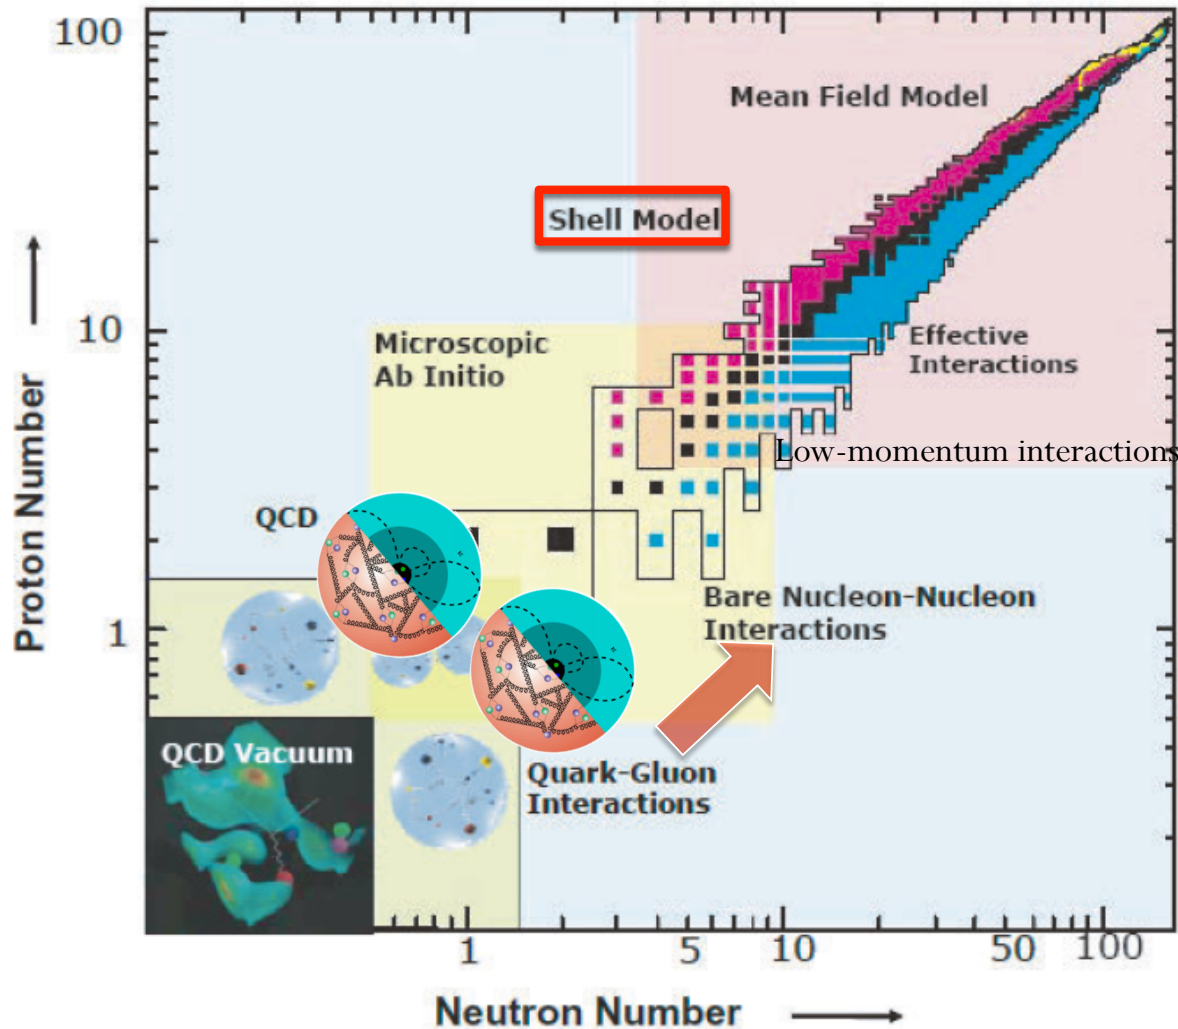 100
Mean Field Model
Shell Model
10
Microscopic
Ab Initio
Effective
Interactions
Low-momentum interactions
QCD
Bare Nucleon-Nucleon
Interactions
1
QCD Vacuum
Quark-Gluon
Interactions
1
5
10
50
100
Proton Number
Neutron Number